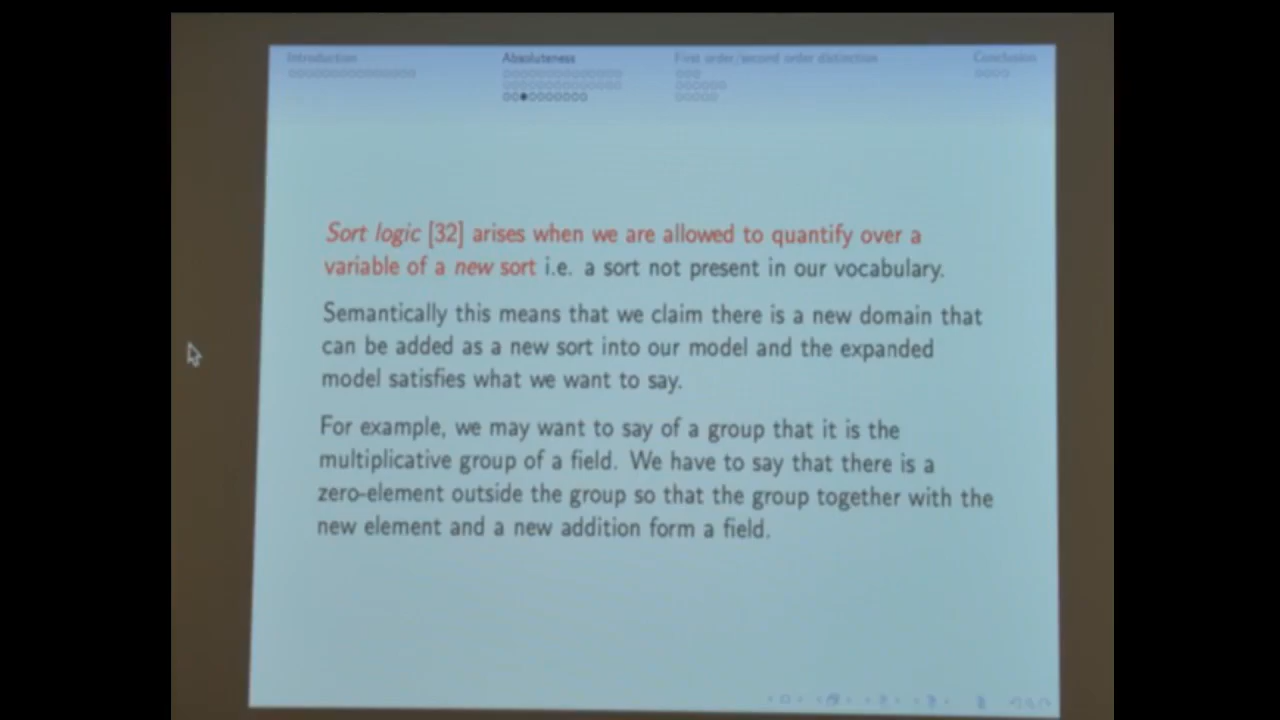 Introduction
Absoluteness
First order/second order distinction
Conclusion
Sort logic [32] arises when we are allowed to quantify over a
variable of a new sort i.e. a sort not present in our vocabulary.
Semantically this means that we claim there is a new domain that
can be added as a new sort into our model and the expanded
model satisfies what we want to say.
For example, we may want to say of a group that it is the
multiplicative group of a field. We have to say that there is a
zero-element outside the group so that the group together with the
new element and a new addition form a field.